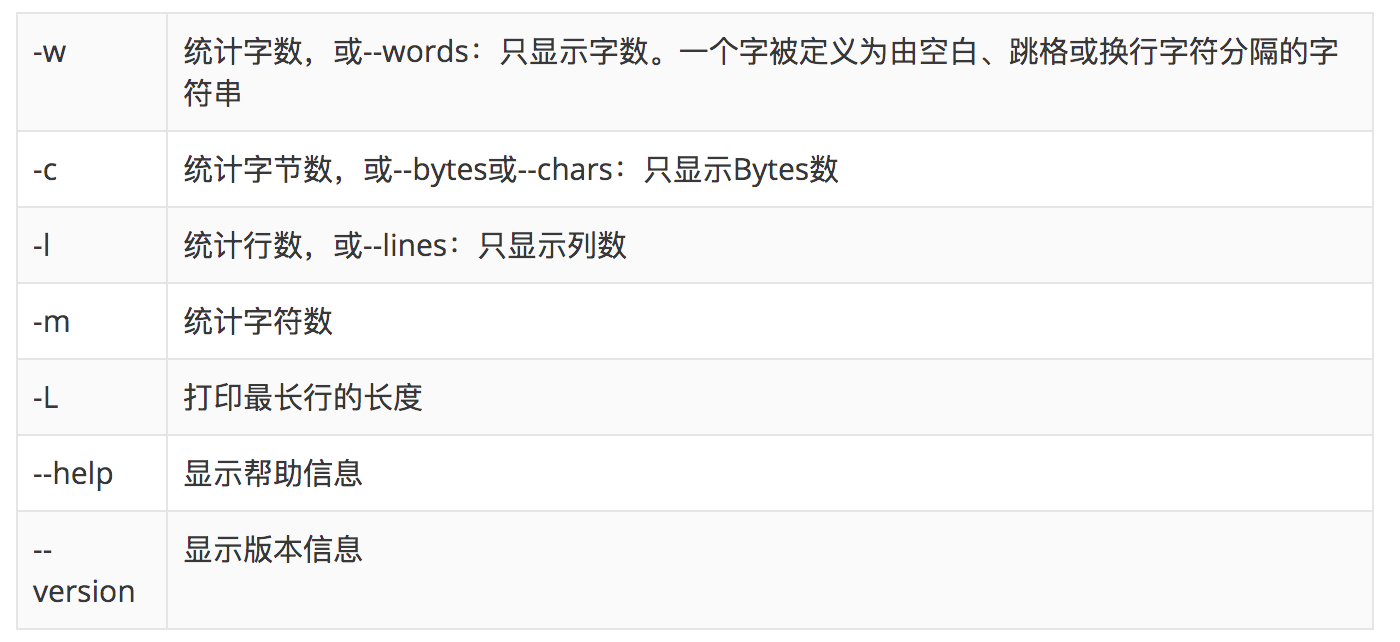 -w 统计字数，或--words：只显示字数。一个字被定义为由空白、跳格或换行字符分隔的字
符串
-c 统计字节数，或--bytes或--chars：只显示Bytes数
-l 统计行数，或--lines：只显示列数
-m 统计字符数
-L 打印最长行的长度
--help 显示帮助信息
-- 显示版本信息
version